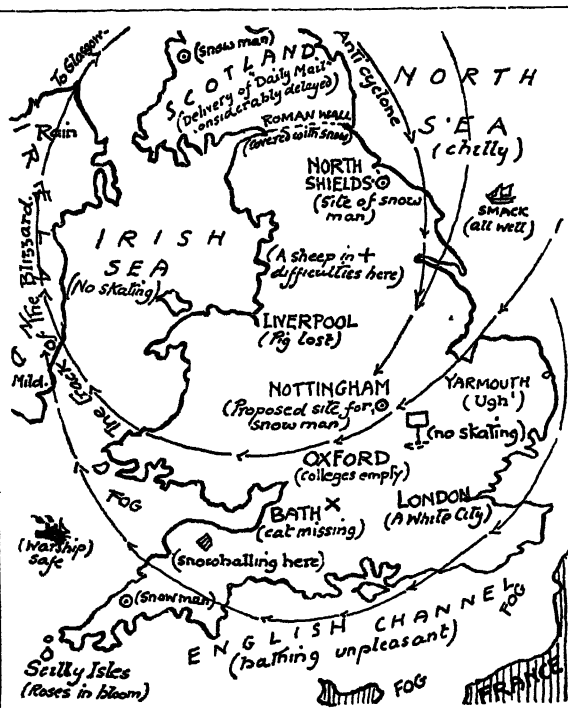 To Glasgow
(Snow man)
SCOTLAND
(Delivery of Daily Mail
considerably delayed)
Anti'cyclone
NORTH
SEA
(chilly)
ROMAN WALL
(covered with snow)
Rain
NORTH
SHIELDS
(Site of snow
man)
SMACK
(all well)
IRELAND
IRISH
SEA
(No skating)
(A sheep in
difficulties here)
The Track of The Blissard
LIVERPOOL
(Pig lost)
Mild.
NOTTINGHAM
(Proposed site for
snow man)
YARMOUTH
(Ugh!)
(no skating)
OXFORD
(colleges empty)
FOG
BATH
(cat missing)
LONDON
(A White City)
(Warship)
safe
(snowballing here)
(Snowman)
ENGLISH CHANNEL
(bathing unpleasant)
FOG
Scilly Isles
(Roses in bloom)
FOG
FRANCE